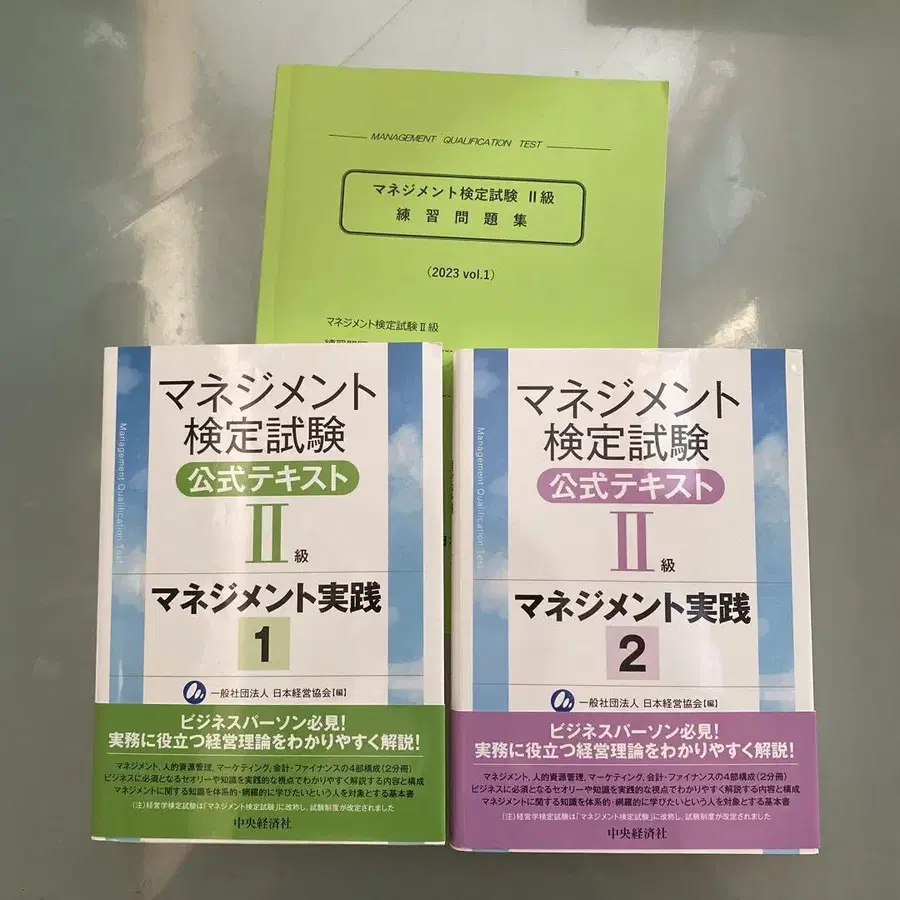 MANAGEMENT QUALIFICATION TEST
マネジメント検定試験 Ⅱ級
練習問題集
(2023 vol.1)
マネジメント検定試験Ⅱ級
Management Qualification Test
マネジメント
検定試験
公式テキスト
Ⅱ級
マネジメント実践
1
一般社団法人 日本経営協会【編】
ビジネスパーソン必見!
実務に役立つ経営理論をわかりやすく解説!
マネジメント、人的資源管理、マーケティング、会計・ファイナンスの4部構成(2分冊)
ビジネスに必須となるセオリーや知識を実践的な視点でわかりやすく解説する内容と構成
マネジメントに関する知識を体系的・網羅的に学びたいという人を対象とする基本書
(注)経営学検定試験は「マネジメント検定試験」に改称し、試験制度が改定されました
中央経済社
Management Qualification Test
マネジメント
検定試験
公式テキスト
Ⅱ級
マネジメント実践
2
一般社団法人 日本経営協会【編】
ビジネスパーソン必見!
実務に役立つ経営理論をわかりやすく解説!
マネジメント、人的資源管理、マーケティング、会計・ファイナンスの4部構成(2分冊)
ビジネスに必須となるセオリーや知識を実践的な視点でわかりやすく解説する内容と構成
マネジメントに関する知識を体系的・網羅的に学びたいという人を対象とする基本書
(注)経営学検定試験は「マネジメント検定試験」に改称し、試験制度が改定されました
中央経済社